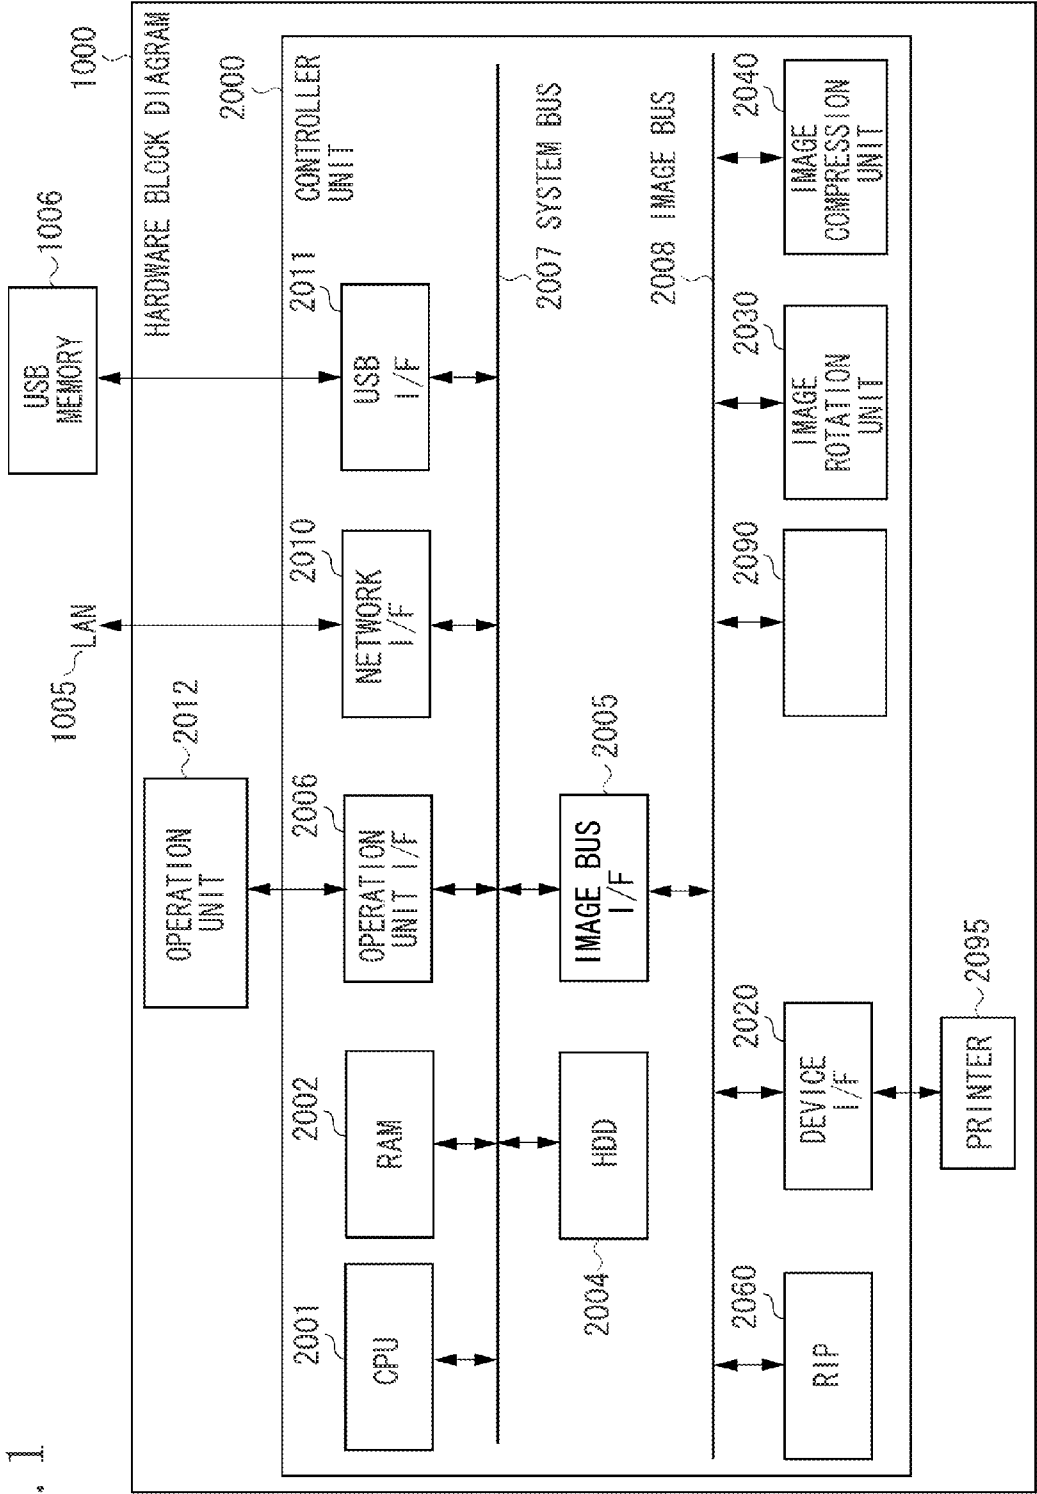 . 1
1000
HARDWARE BLOCK DIAGRAM
1005 LAN
USB
MEMORY
1006
OPERATION
UNIT
2012
2000
CONTROLLER
UNIT
CPU
2001
RAM
2002
OPERATION
UNIT I/F
2006
NETWORK
I/F
2010
USB
I/F
2011
2007 SYSTEM BUS
HDD
2004
IMAGE BUS
I/F
2005
2008 IMAGE BUS
RIP
2060
DEVICE
I/F
2020
2090
IMAGE
ROTATION
UNIT
2030
IMAGE
COMPRESSION
UNIT
2040
PRINTER
2095